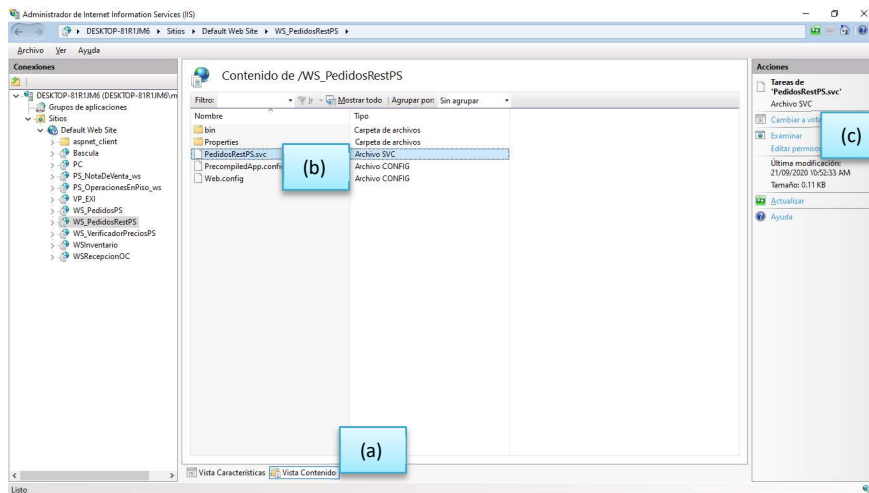 Administrador de Internet Information Services (IIS)
DESKTOP-81R1JM6 Sitios Default Web Site WS_PedidosRestPS
Archivo Ver Ayuda
Conexiones
DESKTOP-81R1JM6 (DESKTOP-81R1JM6\m
Grupos de aplicaciones
Sitios
Default Web Site
aspnet_client
Bascula
PC
PS_NotaDeVenta_ws
PS_OperacionesEnPiso_ws
VP_EXI
WS_PedidosPS
WS_PedidosRestPS
WS_VerificadorPreciosPS
WSInventario
WSRecepcionOC
Contenido de /WS_PedidosRestPS
Filtro: Ir Mostrar todo Agrupar por: Sin agrupar
Nombre Tipo
bin Carpeta de archivos
Properties Carpeta de archivos
PedidosRestPS.svc Archivo SVC
PrecompiledApp.confi Archivo CONFIG
Web.config Archivo CONFIG
(b)
(a)
Vista Características Vista Contenido
Acciones
Tareas de
'PedidosRestPS.svc'
Archivo SVC
Cambiar a vista
Examinar
Editar permisos
(c)
Última modificación:
21/09/2020 10:52:33 AM
Tamaño: 0.11 KB
Actualizar
Ayuda
Listo